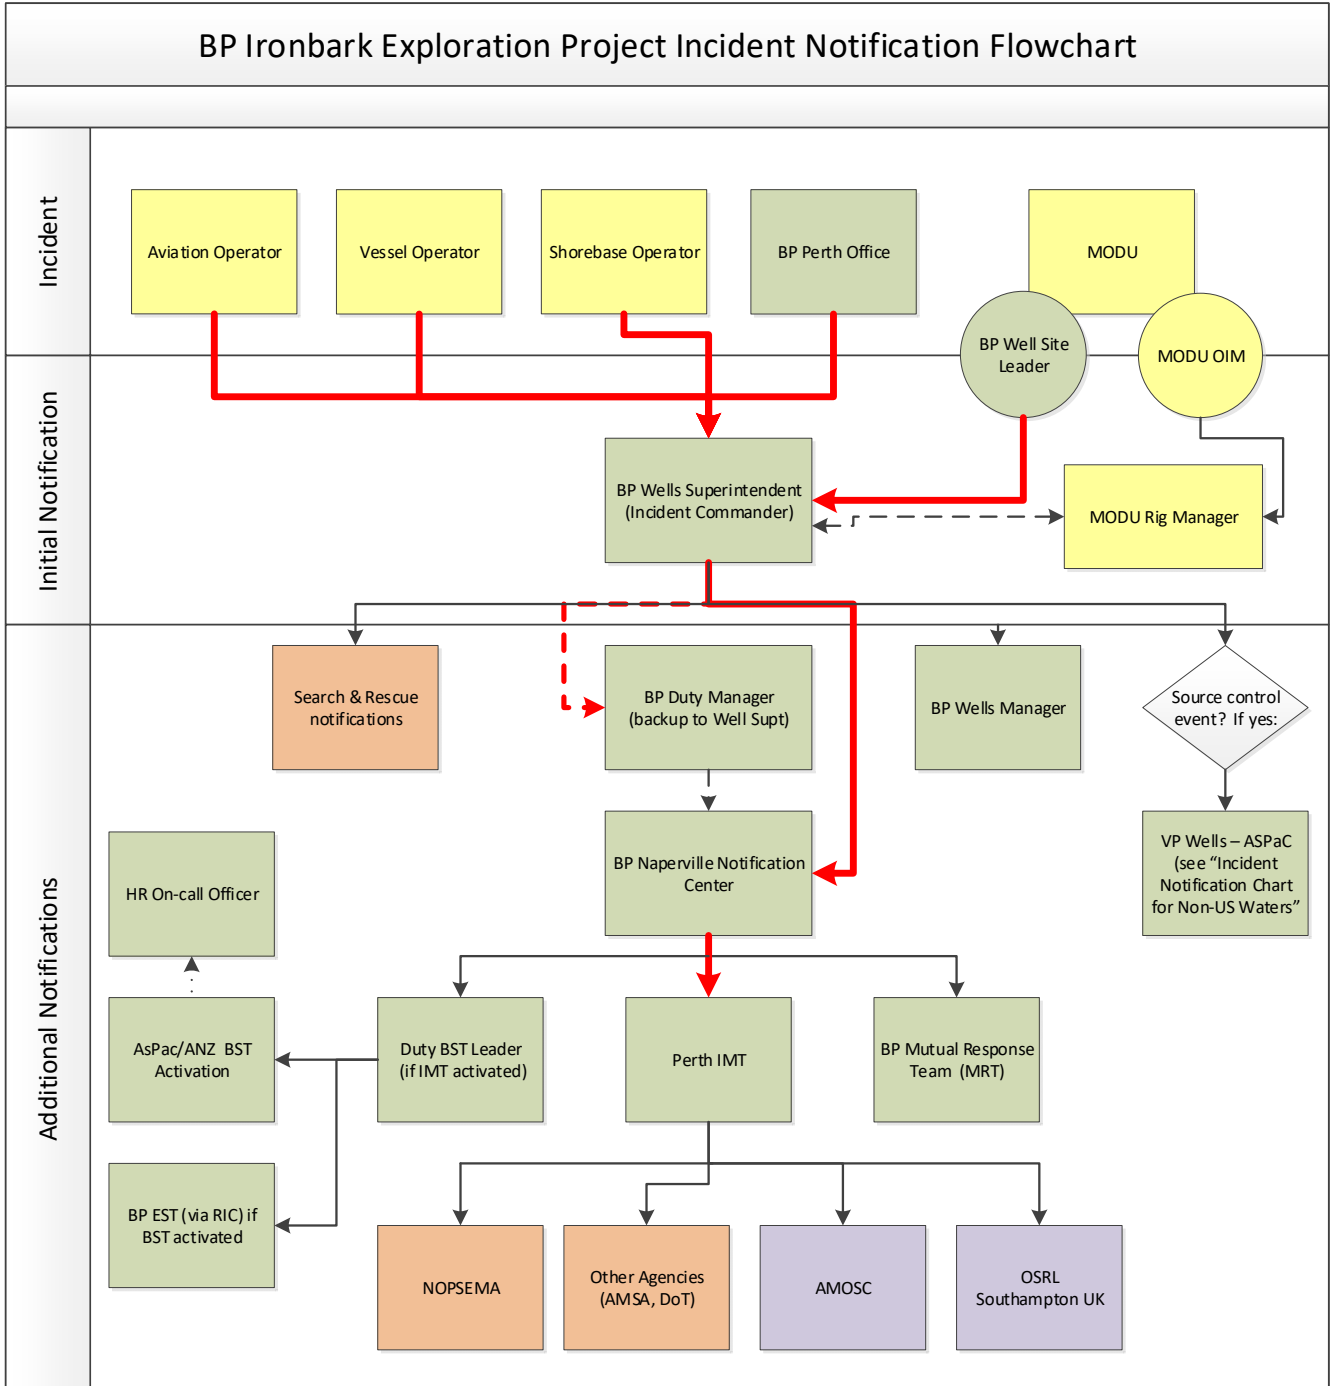 BP Ironbark Exploration Project Incident Notification Flowchart
Incident
Aviation Operator
Vessel Operator
Shorebase Operator
BP Perth Office
MODU
BP Well Site
Leader
MODU OIM
Initial Notification
BP Wells Superintendent
(Incident Commander)
MODU Rig Manager
Additional Notifications
Search & Rescue
notifications
BP Duty Manager
(backup to Well Supt)
BP Wells Manager
Source control
event? If yes:
BP Naperville Notification
Center
VP Wells – ASPaC
(see “Incident
Notification Chart
for Non-US Waters”
HR On-call Officer
AsPac/ANZ BST
Activation
Duty BST Leader
(if IMT activated)
Perth IMT
BP Mutual Response
Team (MRT)
BP EST (via RIC) if
BST activated
NOPSEMA
Other Agencies
(AMSA, DoT)
AMOSC
OSRL
Southampton UK